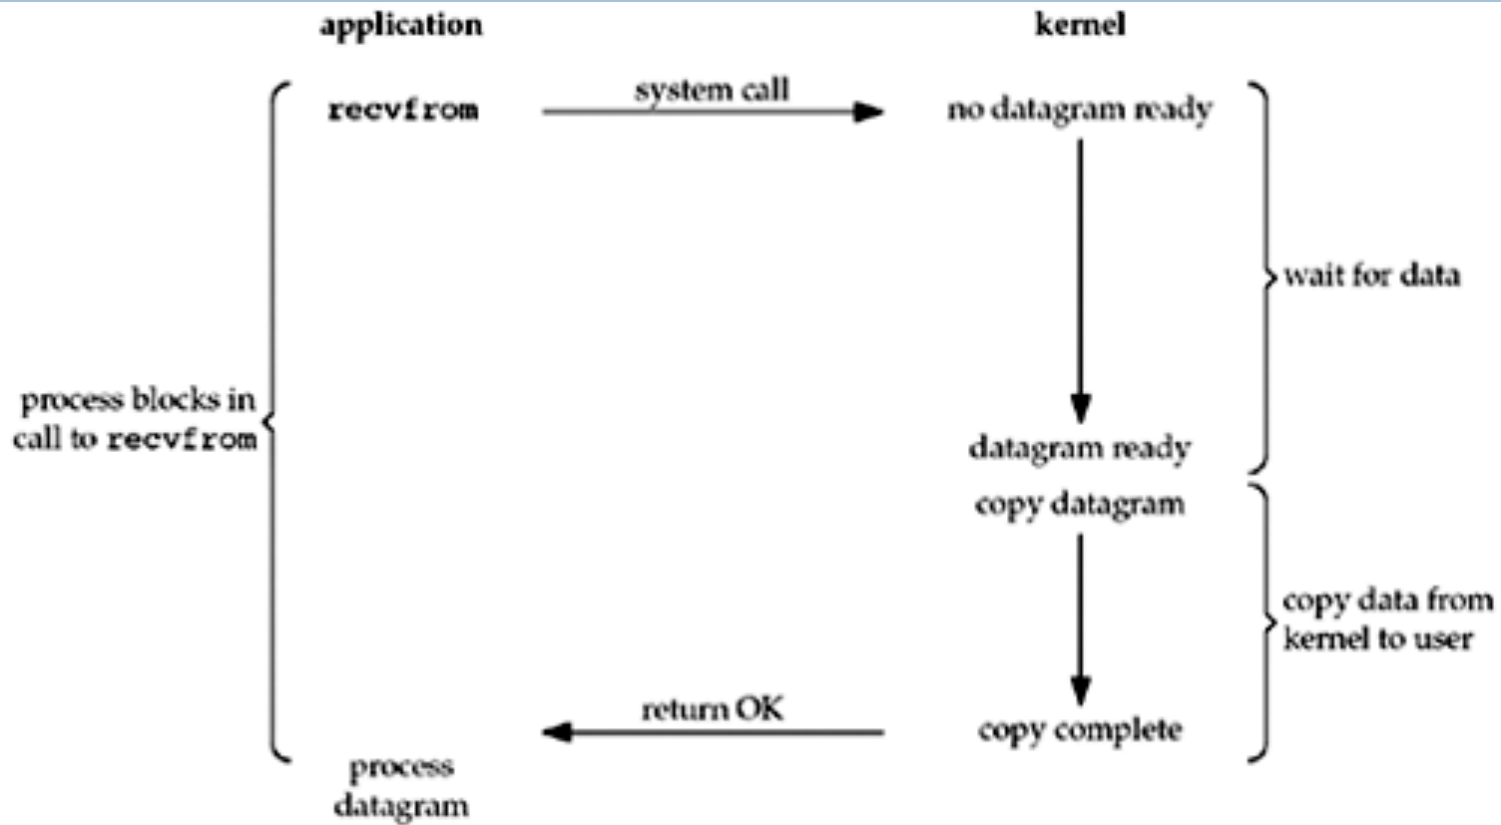 application
kernel
recvfrom
system call
no datagram ready
wait for data
process blocks in
call to recvfrom
datagram ready
copy datagram
copy data from
kernel to user
return OK
copy complete
process
datagram